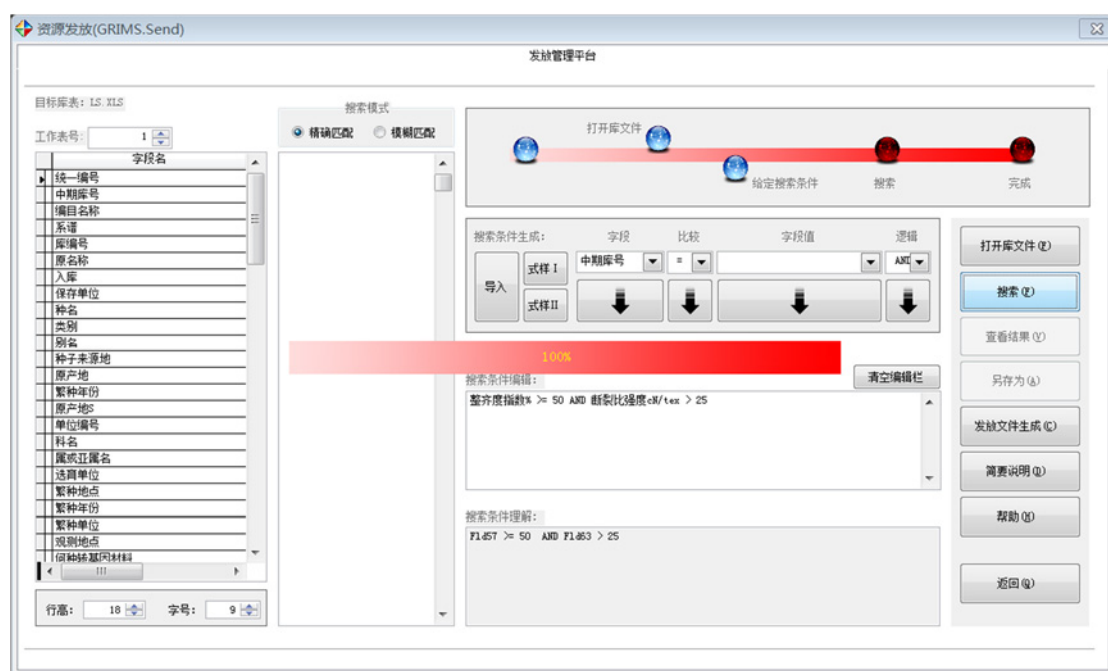 资源发放(GRIMS.Send)
发放管理平台
目标库表: LS.XLS
工作表号: 1
字段名
统一编号
中期库号
编目名称
系谱
库编号
原名称
入库
保存单位
种名
类别
别名
种子来源地
原产地
繁种年份
原产地S
单位编号
科名
属或亚属名
选育单位
繁种地点
繁种年份
繁种单位
观测地点
何种转基因材料
行高: 18 字号: 9
搜索模式
精确匹配 模糊匹配
打开库文件
给定搜索条件
搜索
完成
搜索条件生成: 字段 比较 字段值 逻辑
导入
式样 I
式样II
中期库号 = ANI
100%
搜索条件编辑:
清空编辑栏
整齐度指数% >= 50 AND 断裂比强度cN/tex > 25
搜索条件理解:
Fld57 >= 50 AND Fld63 > 25
打开库文件(F)
搜索(F)
查看结果(V)
另存为(A)
发放文件生成(C)
简要说明(D)
帮助(H)
返回(Q)